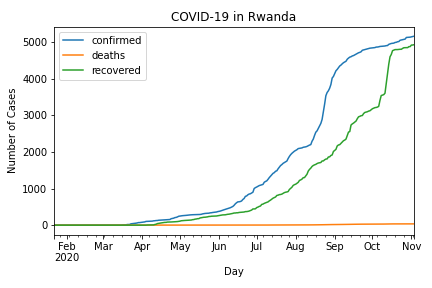 COVID-19 in Rwanda
confirmed
deaths
recovered
Number of Cases
5000
4000
3000
2000
1000
0
Feb Mar Apr May Jun Jul Aug Sep Oct Nov
2020
Day